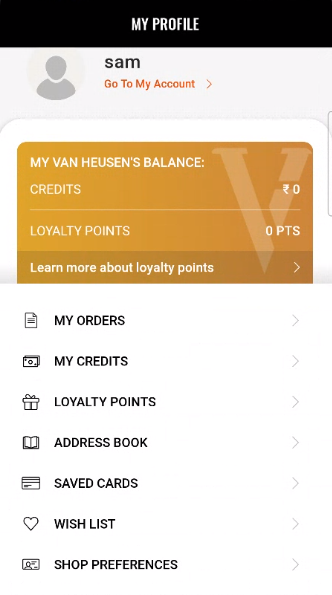 MY PROFILE
sam
Go To My Account
MY VAN HEUSEN'S BALANCE:
CREDITS ₹ 0
LOYALTY POINTS 0 PTS
Learn more about loyalty points
MY ORDERS
MY CREDITS
LOYALTY POINTS
ADDRESS BOOK
SAVED CARDS
WISH LIST
SHOP PREFERENCES